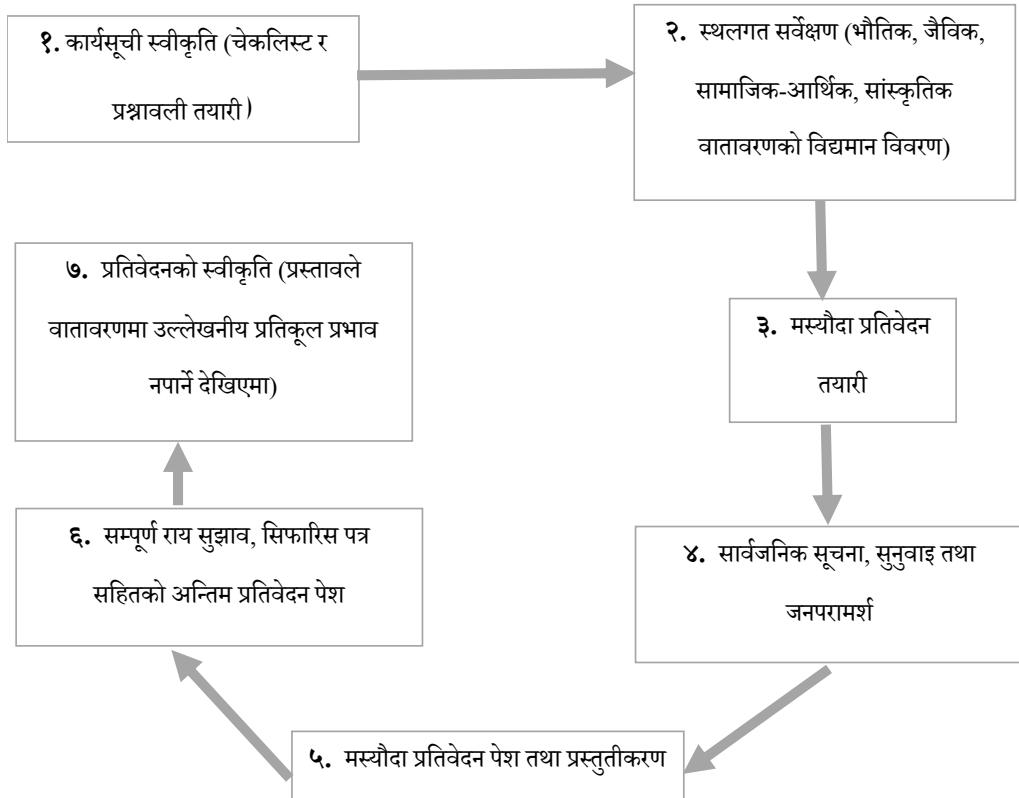 १. कार्यसूची स्वीकृति (चेकलिस्ट र
प्रश्नावली तयारी)
२. स्थलगत सर्वेक्षण (भौतिक, जैविक,
सामाजिक-आर्थिक, सांस्कृतिक
वातावरणको विद्यमान विवरण)
३. मस्यौदा प्रतिवेदन
तयारी
४. सार्वजनिक सूचना, सुनुवाइ तथा
जनपरामर्श
५. मस्यौदा प्रतिवेदन पेश तथा प्रस्तुतीकरण
६. सम्पूर्ण राय सुझाव, सिफारिस पत्र
सहितको अन्तिम प्रतिवेदन पेश
७. प्रतिवेदनको स्वीकृति (प्रस्तावले
वातावरणमा उल्लेखनीय प्रतिकूल प्रभाव
नपार्ने देखिएमा)